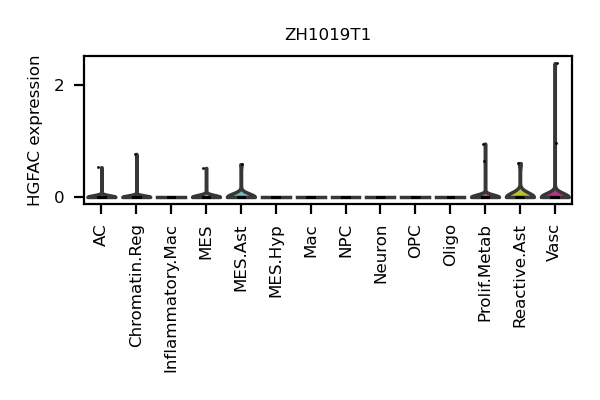 ZH1019T1
HGFAC expression
2
0
AC
Chromatin.Reg
Inflammatory.Mac
MES
MES.Ast
MES.Hyp
Mac
NPC
Neuron
OPC
Oligo
Prolif.Metab
Reactive.Ast
Vasc